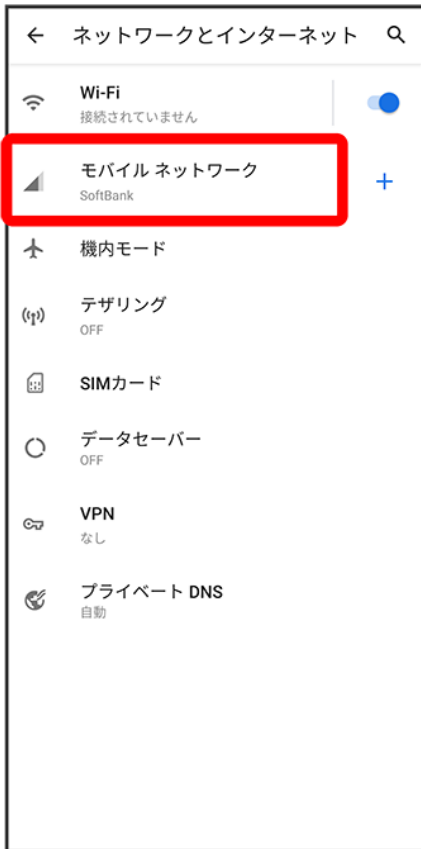 ネットワークとインターネット
Wi-Fi
接続されていません
モバイル ネットワーク
SoftBank
機内モード
テザリング
OFF
SIMカード
データセーバー
OFF
VPN
なし
プライベート DNS
自動